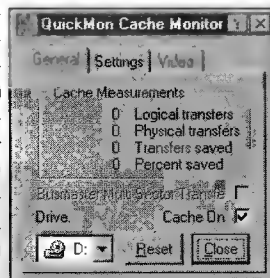 QuickMon Cache Monitor ? X
General Settings Video
Cache Measurements
0 Logical transfers
0 Physical transfers
0 Transfers saved
0 Percent saved
Busmaster Multi Sector Transfe
Drive. Cache On
D: Reset Close